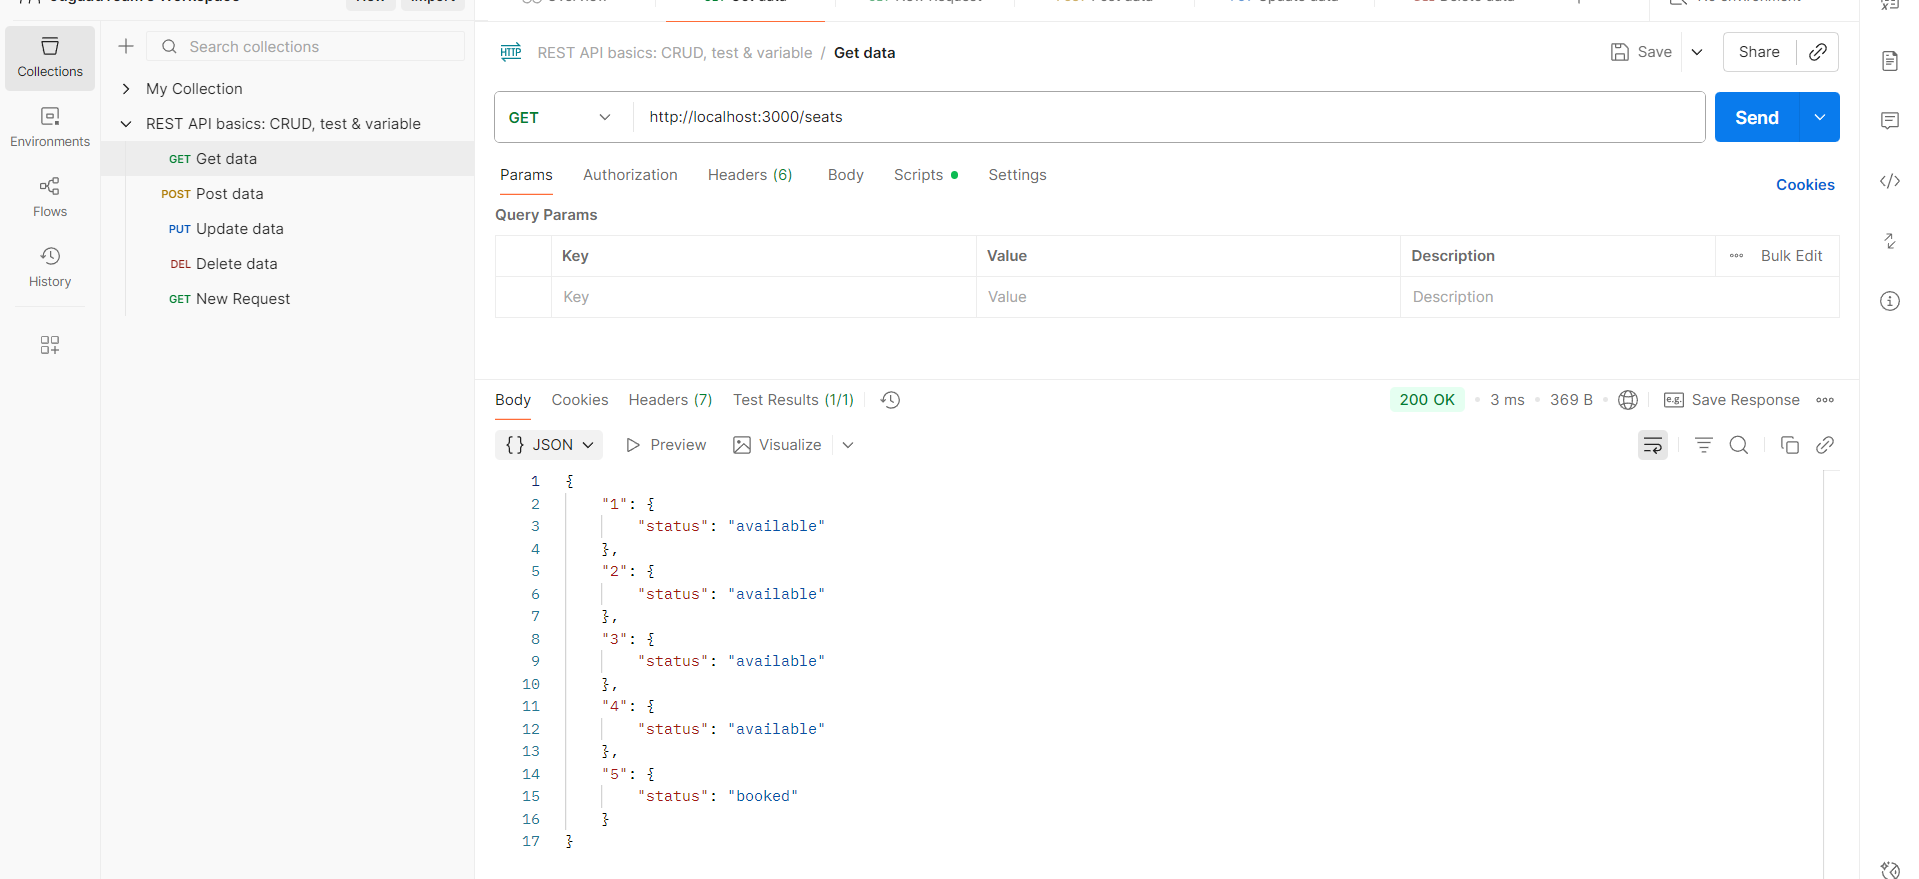 Collections
Environments
Flows
History
Search collections
My Collection
REST API basics: CRUD, test & variable
GET Get data
POST Post data
PUT Update data
DEL Delete data
GET New Request
HTTP REST API basics: CRUD, test & variable / Get data
Save
Share
GET http://localhost:3000/seats
Send
Params Authorization Headers (6) Body Scripts Settings
Cookies
Query Params
Key Value Description Bulk Edit
Key Value Description
Body Cookies Headers (7) Test Results (1/1) 200 OK 3 ms 369 B e.g. Save Response
{} JSON Preview Visualize
1 {
2 "1": {
3 "status": "available"
4 },
5 "2": {
6 "status": "available"
7 },
8 "3": {
9 "status": "available"
10 },
11 "4": {
12 "status": "available"
13 },
14 "5": {
15 "status": "booked"
16 }
17 }